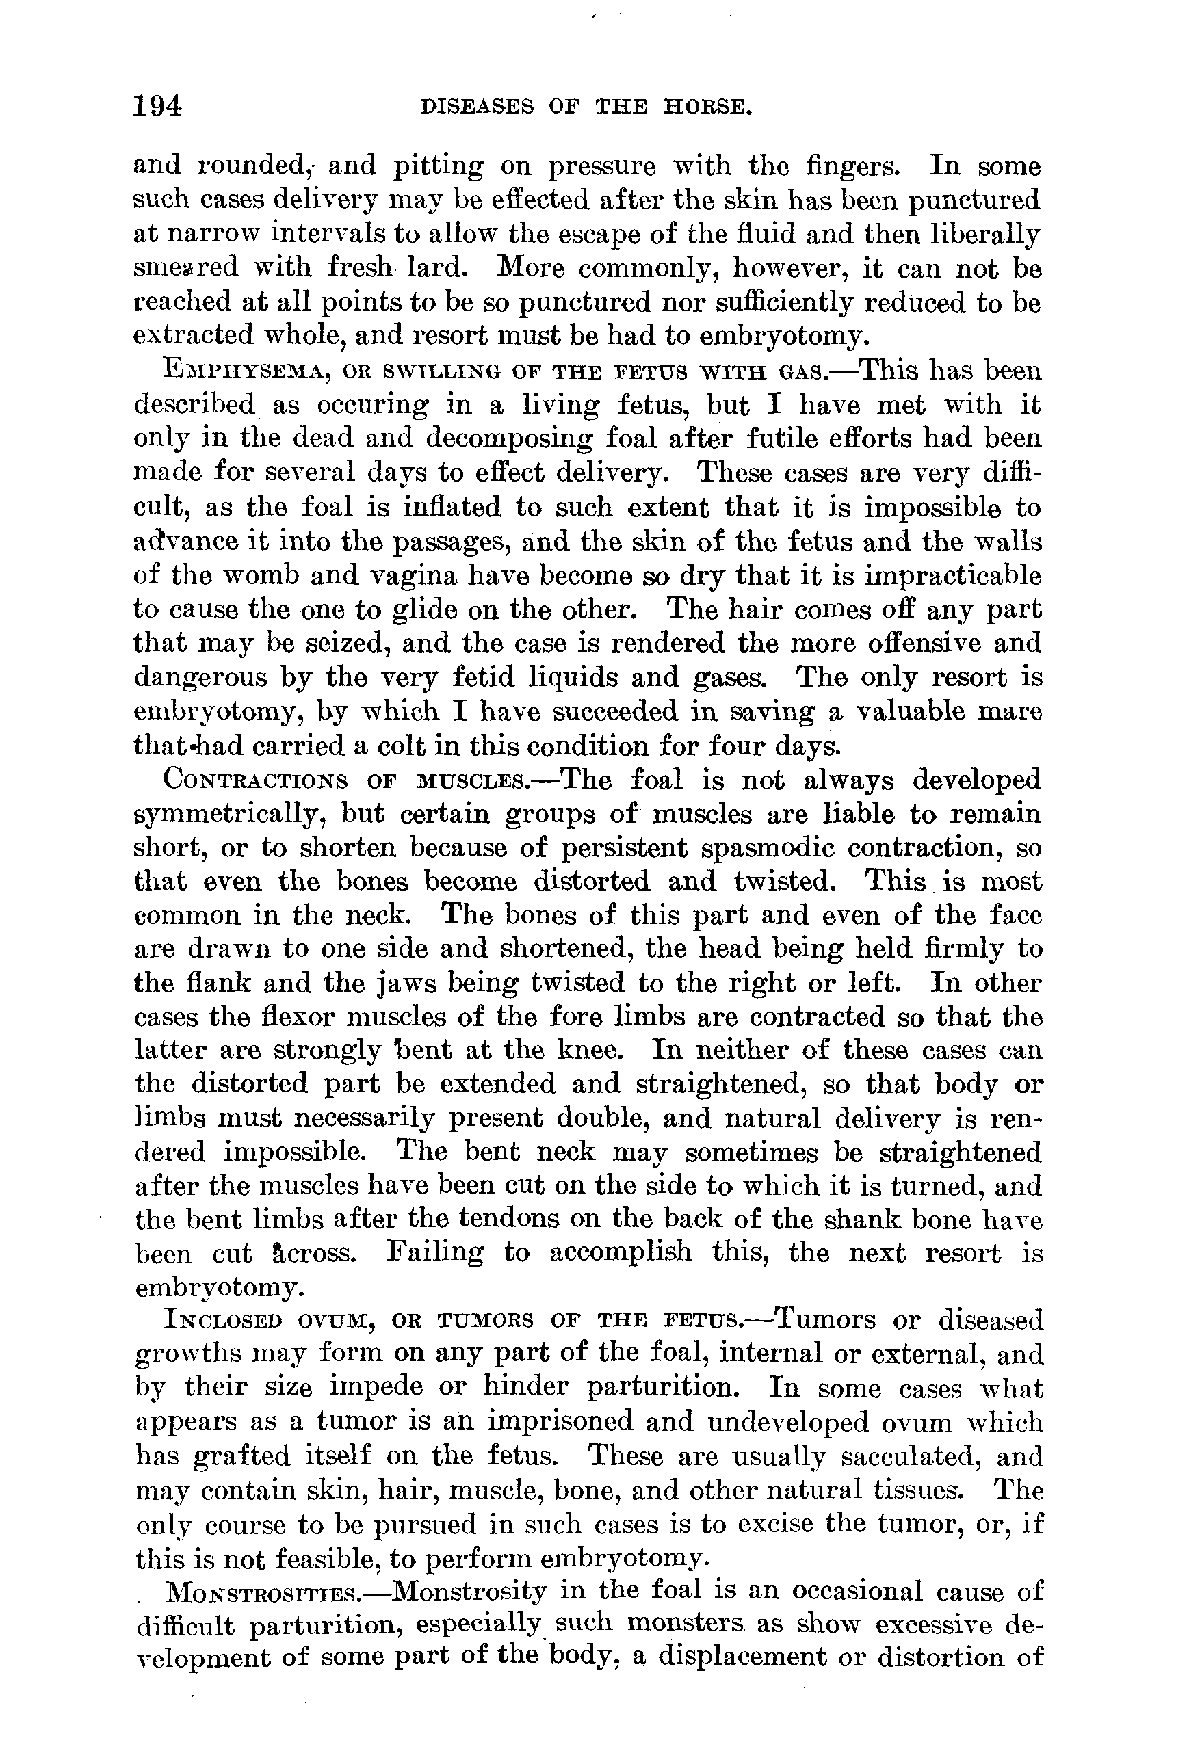 194 DISEASES OF THE HORSE.
and rounded, and pitting on pressure with the fingers. In some
such cases delivery may be effected after the skin has been punctured
at narrow intervals to allow the escape of the fluid and then liberally
smeared with fresh lard. More commonly, however, it can not be
reached at all points to be so punctured nor sufficiently reduced to be
extracted whole, and resort must be had to embryotomy.
EMPHYSEMA, OR SWILLING OF THE FETUS WITH GAS.—This has been
described as occuring in a living fetus, but I have met with it
only in the dead and decomposing foal after futile efforts had been
made for several days to effect delivery. These cases are very diffi-
cult, as the foal is inflated to such extent that it is impossible to
advance it into the passages, and the skin of the fetus and the walls
of the womb and vagina have become so dry that it is impracticable
to cause the one to glide on the other. The hair comes off any part
that may be seized, and the case is rendered the more offensive and
dangerous by the very fetid liquids and gases. The only resort is
embryotomy, by which I have succeeded in saving a valuable mare
that had carried a colt in this condition for four days.
CONTRACTIONS OF MUSCLES.—The foal is not always developed
symmetrically, but certain groups of muscles are liable to remain
short, or to shorten because of persistent spasmodic contraction, so
that even the bones become distorted and twisted. This is most
common in the neck. The bones of this part and even of the face
are drawn to one side and shortened, the head being held firmly to
the flank and the jaws being twisted to the right or left. In other
cases the flexor muscles of the fore limbs are contracted so that the
latter are strongly bent at the knee. In neither of these cases can
the distorted part be extended and straightened, so that body or
limbs must necessarily present double, and natural delivery is ren-
dered impossible. The bent neck may sometimes be straightened
after the muscles have been cut on the side to which it is turned, and
the bent limbs after the tendons on the back of the shank bone have
been cut across. Failing to accomplish this, the next resort is
embryotomy.
INCLOSED OVUM, OR TUMORS OF THE FETUS.—Tumors or diseased
growths may form on any part of the foal, internal or external, and
by their size impede or hinder parturition. In some cases what
appears as a tumor is an imprisoned and undeveloped ovum which
has grafted itself on the fetus. These are usually sacculated, and
may contain skin, hair, muscle, bone, and other natural tissues. The
only course to be pursued in such cases is to excise the tumor, or, if
this is not feasible, to perform embryotomy.
MONSTROSITIES.—Monstrosity in the foal is an occasional cause of
difficult parturition, especially such monsters as show excessive de-
velopment of some part of the body, a displacement or distortion of